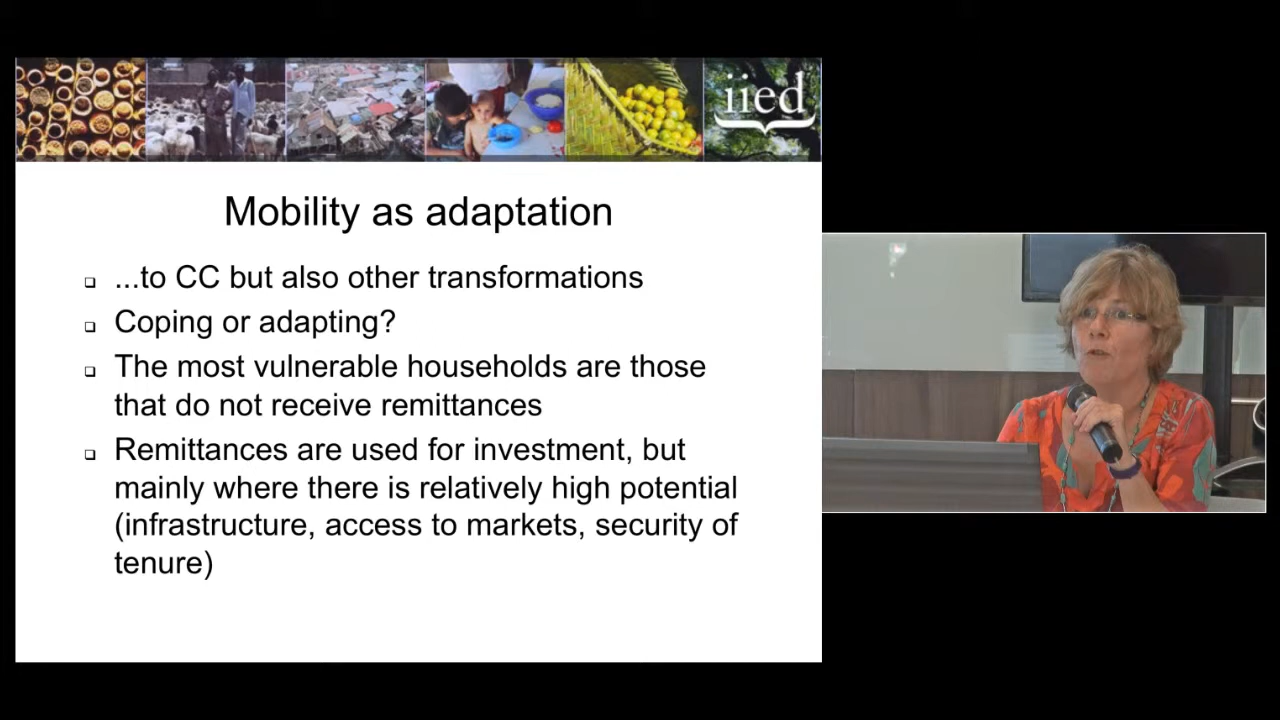 iied
Mobility as adaptation
...to CC but also other transformations
Coping or adapting?
The most vulnerable households are those
that do not receive remittances
Remittances are used for investment, but
mainly where there is relatively high potential
(infrastructure, access to markets, security of
tenure)